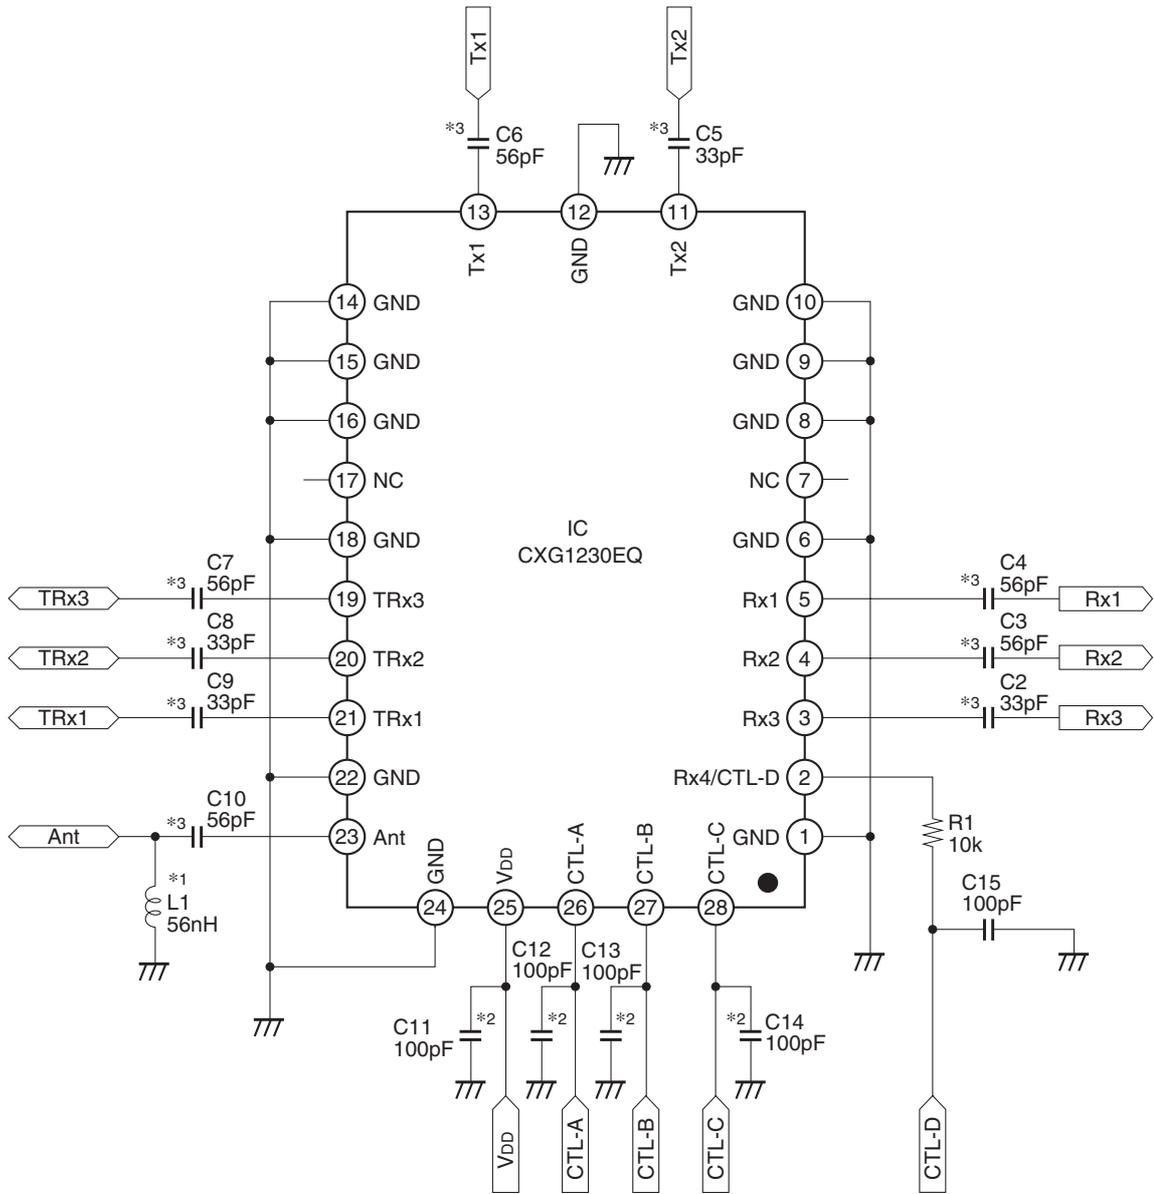 Tx1
Tx2
*3
C6
56pF
*3
C5
33pF
13
12
11
Tx1
GND
Tx2
14
GND
GND
10
15
GND
GND
9
16
GND
GND
8
17
NC
NC
7
IC
CXG1230EQ
18
GND
GND
6
C7
56pF
*3
TRx3
19
TRx3
Rx1
5
C4
56pF
*3
Rx1
C8
33pF
*3
TRx2
20
TRx2
Rx2
4
C3
56pF
*3
Rx2
C9
33pF
*3
TRx1
21
TRx1
Rx3
3
C2
33pF
*3
Rx3
22
GND
Rx4/CTL-D
2
C10
56pF
*3
Ant
23
Ant
GND
1
R1
10k
GND
VDD
CTL-A
CTL-B
CTL-C
*1
L1
56nH
24
25
26
27
28
C15
100pF
C12
100pF
C13
100pF
C11
100pF
*2
*2
*2
*2
C14
100pF
VDD
CTL-A
CTL-B
CTL-C
CTL-D